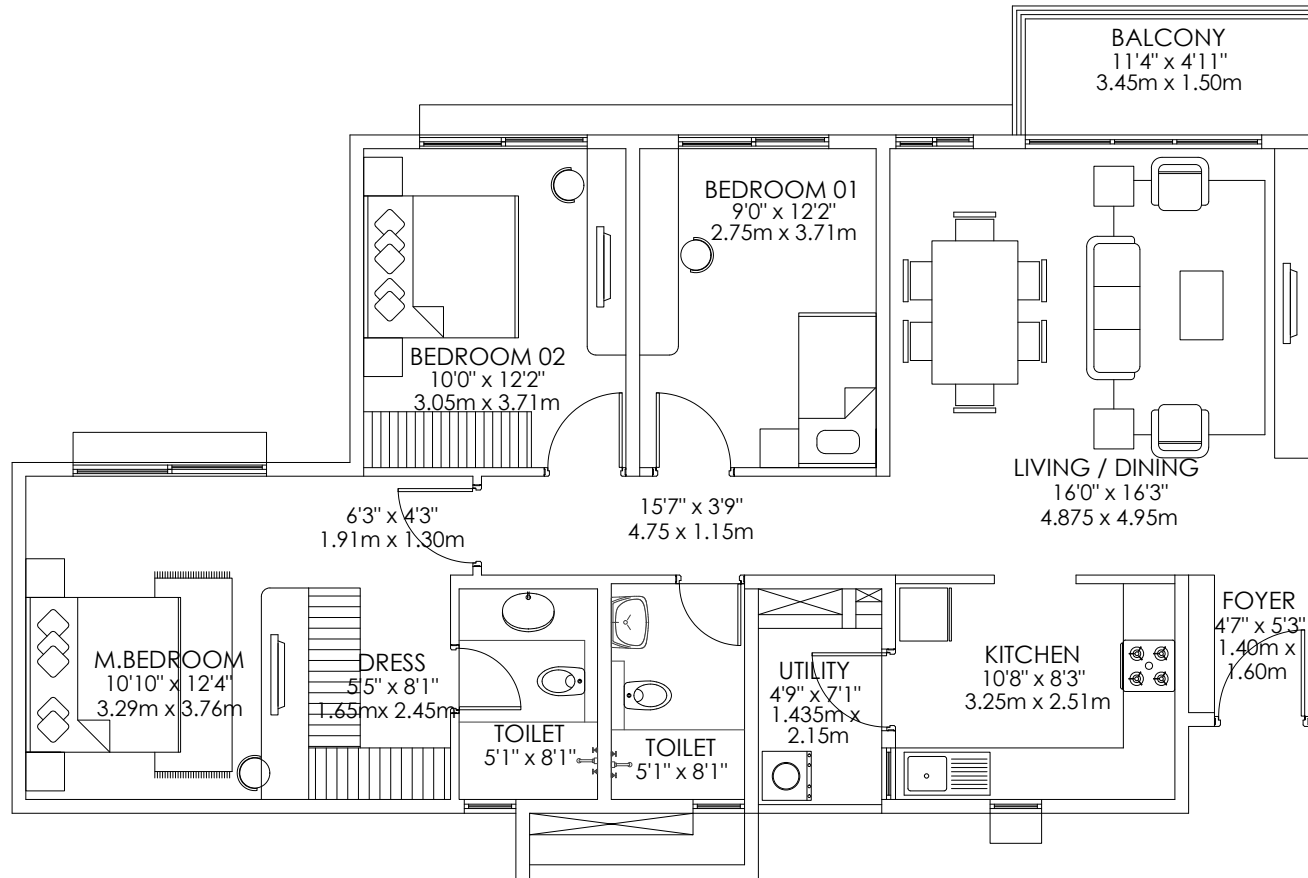 BALCONY
11'4" x 4'11"
3.45m x 1.50m
BEDROOM 01
9'0" x 12'2"
2.75m x 3.71m
BEDROOM 02
10'0" x 12'2"
3.05m x 3.71m
LIVING / DINING
16'0" x 16'3"
4.875 x 4.95m
6'3" x 4'3"
1.91m x 1.30m
15'7" x 3'9"
4.75 x 1.15m
FOYER
4'7" x 5'3"
1.40m x
1.60m
M.BEDROOM
10'10" x 12'4"
3.29m x 3.76m
DRESS
5'5" x 8'1"
1.65mx 2.45m
TOILET
5'1" x 8'1"
TOILET
5'1" x 8'1"
UTILITY
4'9" x 7'1"
1.435m x
2.15m
KITCHEN
10'8" x 8'3"
3.25m x 2.51m